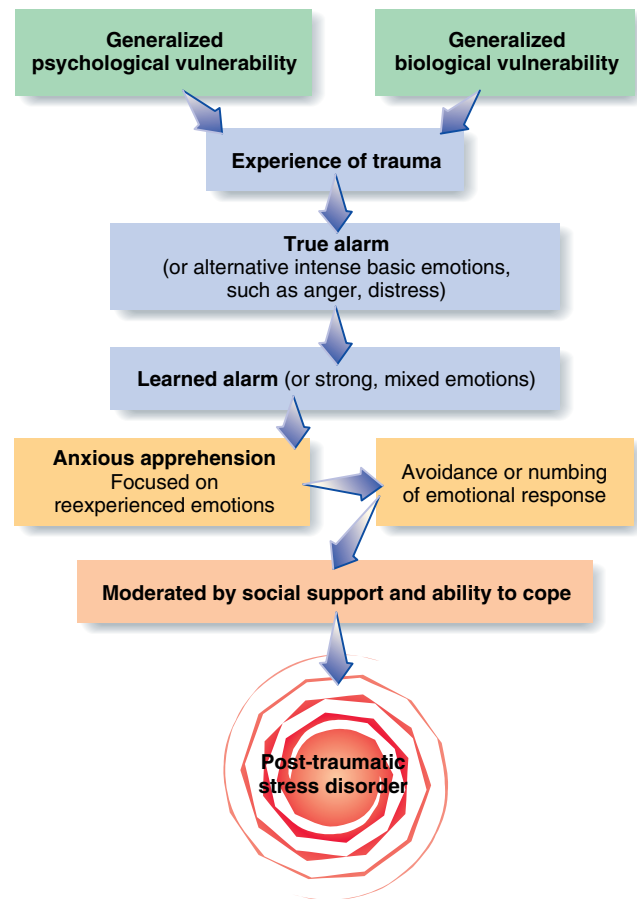 Generalized
psychological vulnerability
Generalized
biological vulnerability
Experience of trauma
True alarm
(or alternative intense basic emotions,
such as anger, distress)
Learned alarm (or strong, mixed emotions)
Anxious apprehension
Focused on
reexperienced emotions
Avoidance or numbing
of emotional response
Moderated by social support and ability to cope
Post-traumatic
stress disorder